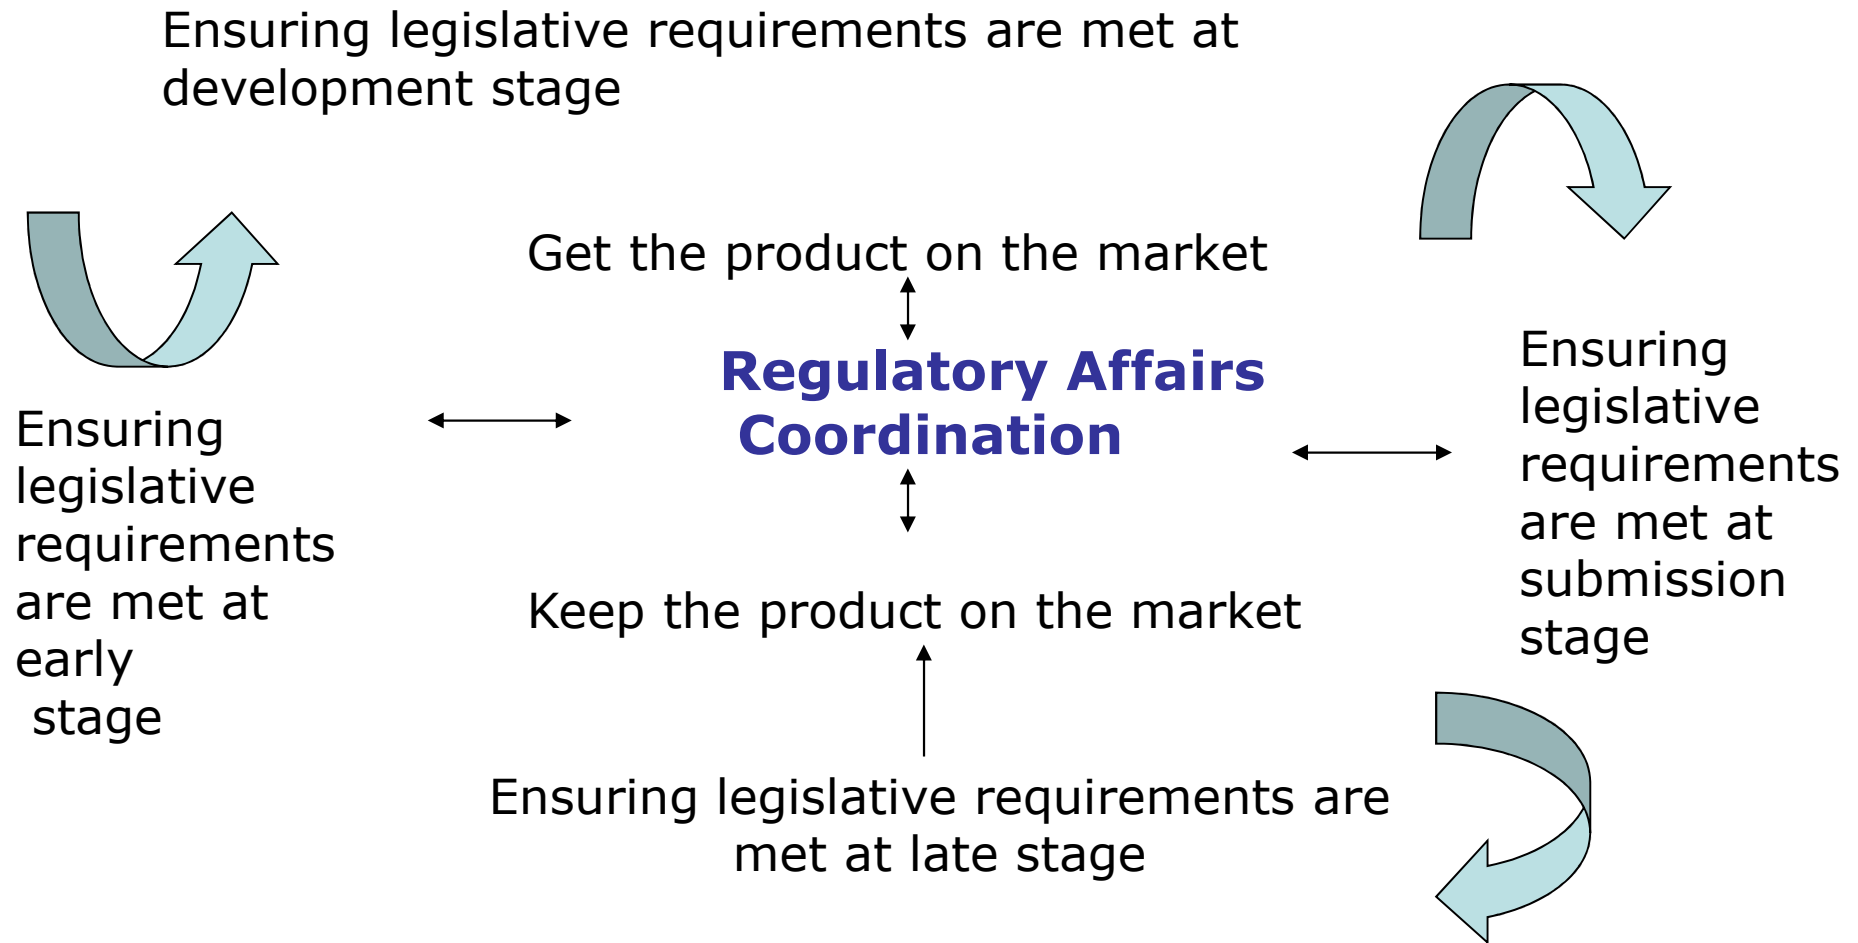 Ensuring legislative requirements are met at
development stage
Get the product on the market
Regulatory Affairs
Coordination
Ensuring
legislative
requirements
are met at
early
stage
Ensuring
legislative
requirements
are met at
submission
stage
Keep the product on the market
Ensuring legislative requirements are
met at late stage